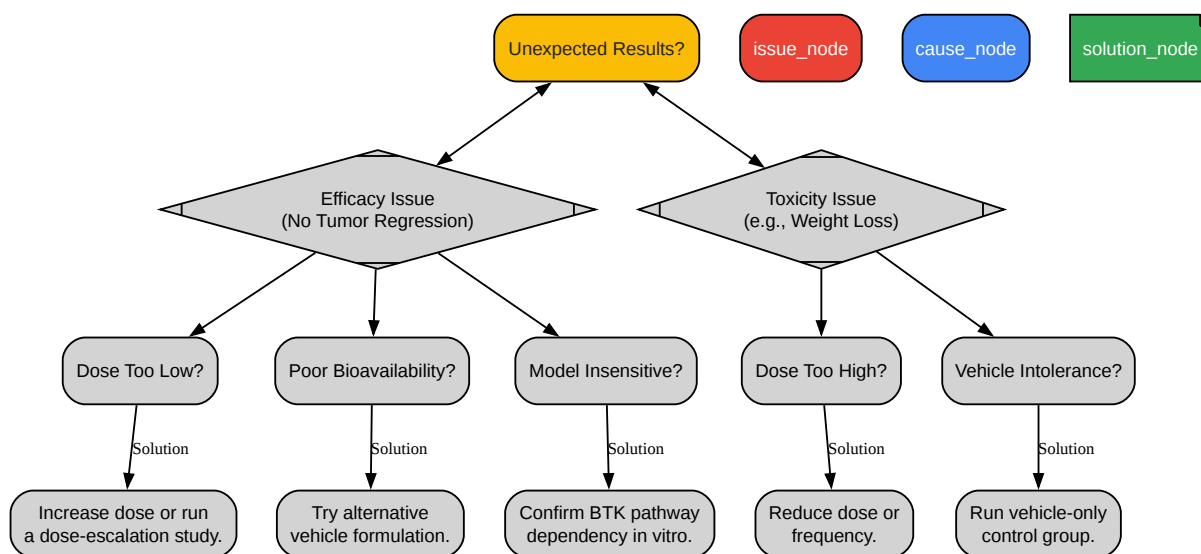 Unexpected Results?
issue_node
cause_node
solution_node
Efficacy Issue
(No Tumor Regression)
Toxicity Issue
(e.g., Weight Loss)
Dose Too Low?
Poor Bioavailability?
Model Insensitive?
Dose Too High?
Vehicle Intolerance?
Solution
Solution
Solution
Solution
Solution
Increase dose or run
a dose-escalation study.
Try alternative
vehicle formulation.
Confirm BTK pathway
dependency in vitro.
Reduce dose or
frequency.
Run vehicle-only
control group.